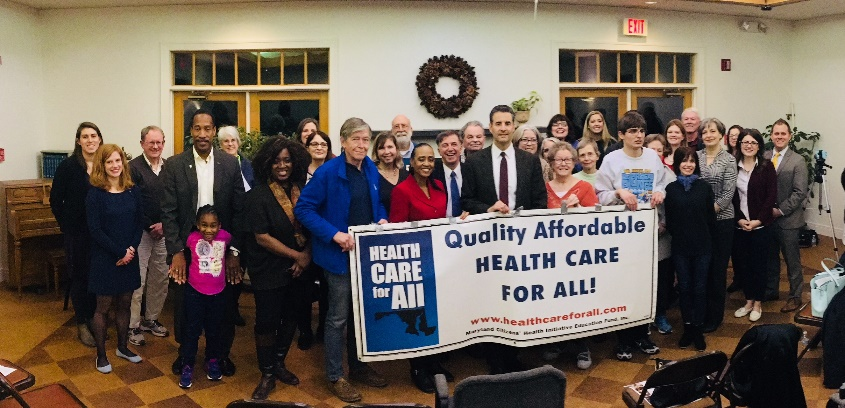 EXIT
HEALTH
CARE
for All
Quality Affordable
HEALTH CARE
FOR ALL!
www.healthcareforall.com
Maryland Citizens' Health Initiative Education Fund, Inc.